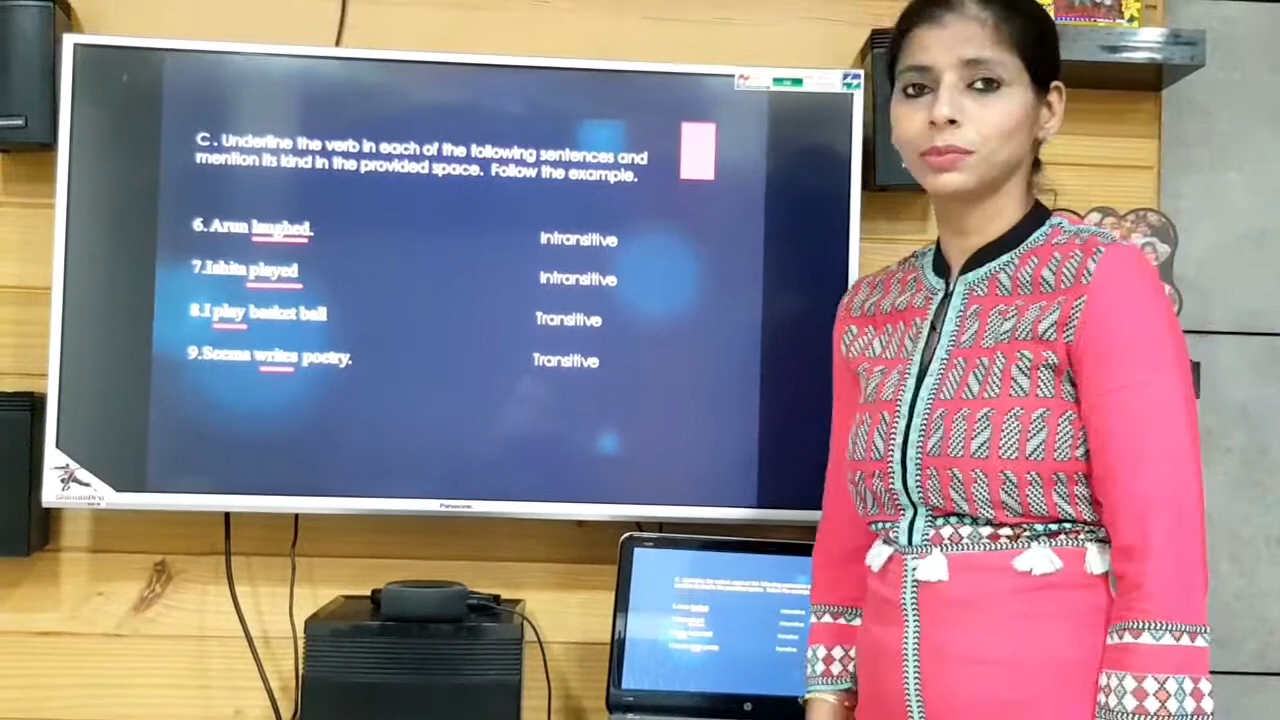 C. Underline the verb in each of the following sentences and
mention its kind in the provided space. Follow the example.
6. Arun laughed. Intransitive
7.Ishita played Intransitive
8.I play basket ball Transitive
9.Seema writes poetry. Transitive
Panasonic